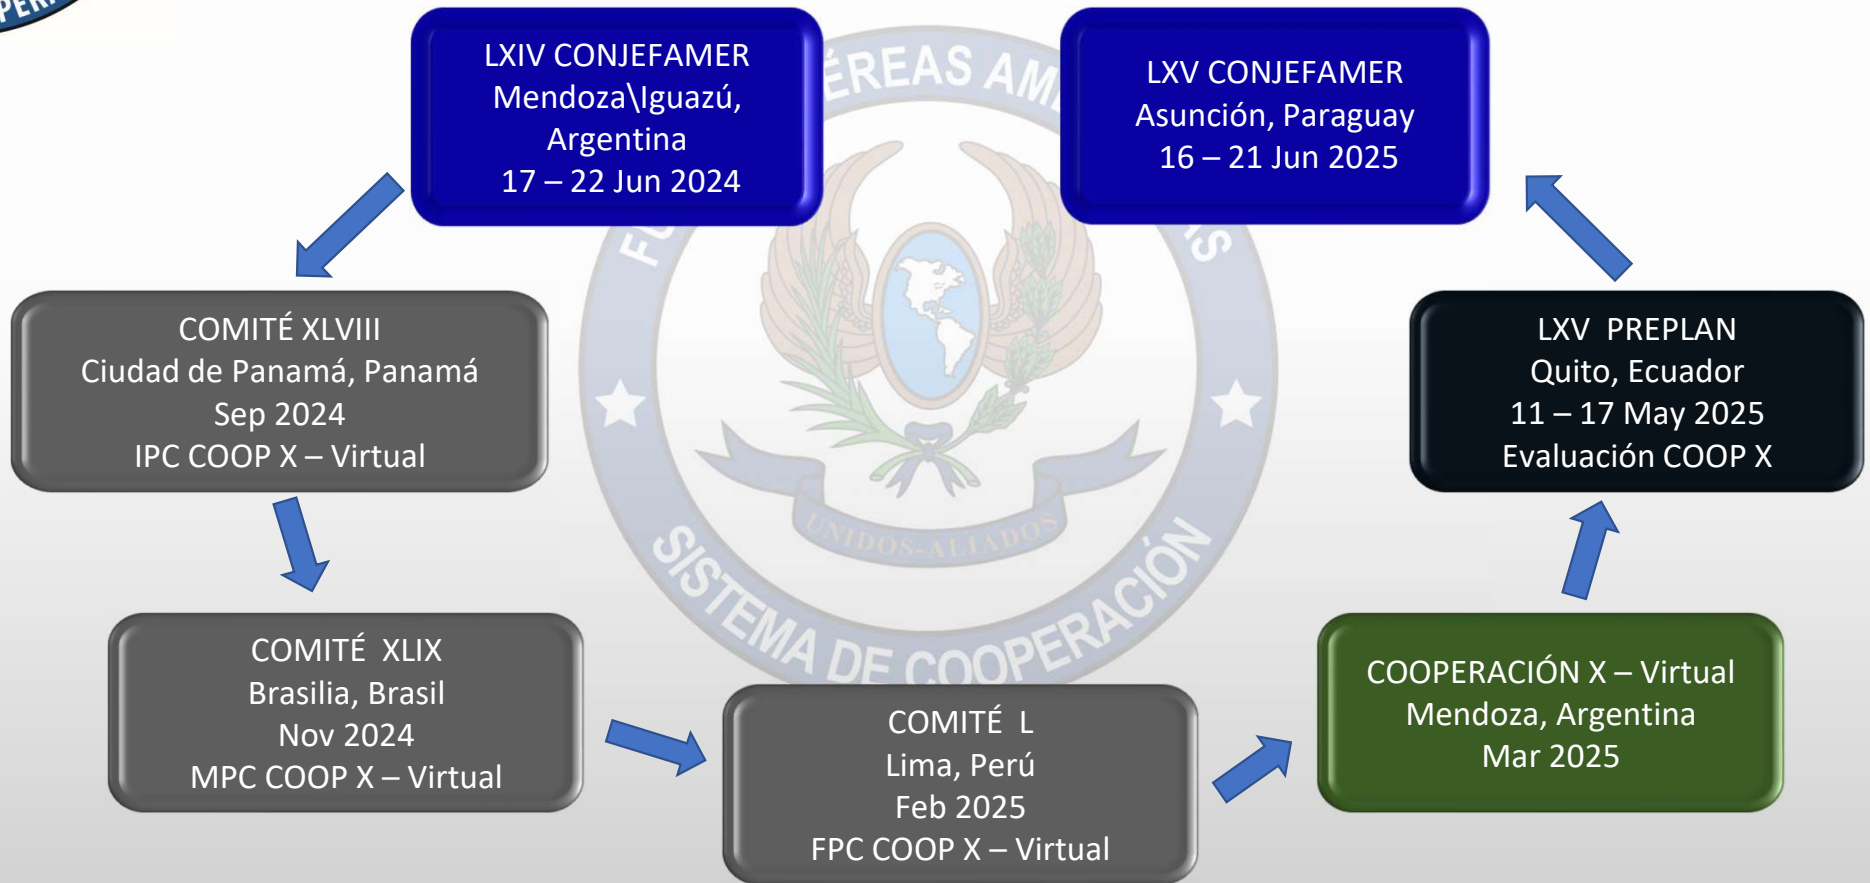 LXIV CONJEFAMER
Mendoza\Iguazú,
Argentina
17 – 22 Jun 2024
COMITÉ XLVIII
Ciudad de Panamá, Panamá
Sep 2024
IPC COOP X – Virtual
COMITÉ XLIX
Brasilia, Brasil
Nov 2024
MPC COOP X – Virtual
COMITÉ L
Lima, Perú
Feb 2025
FPC COOP X – Virtual
COOPERACIÓN X – Virtual
Mendoza, Argentina
Mar 2025
LXV PREPLAN
Quito, Ecuador
11 – 17 May 2025
Evaluación COOP X
LXV CONJEFAMER
Asunción, Paraguay
16 – 21 Jun 2025
UNIDOS-ALIADOS
SISTEMA DE COOPERACIÓN